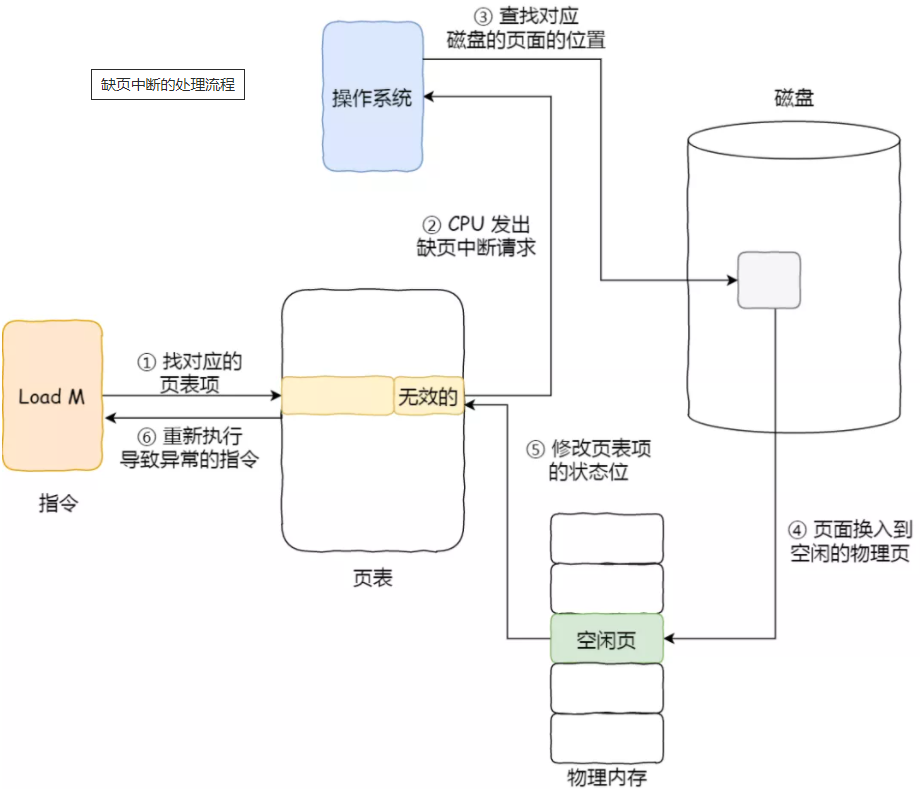 ③ 查找对应
磁盘的页面的位置
缺页中断的处理流程
操作系统
磁盘
② CPU 发出
缺页中断请求
① 找对应的
页表项
Load M
无效的
⑥ 重新执行
导致异常的指令
⑤ 修改页表项
的状态位
指令
④ 页面换入到
空闲的物理页
页表
空闲页
物理内存